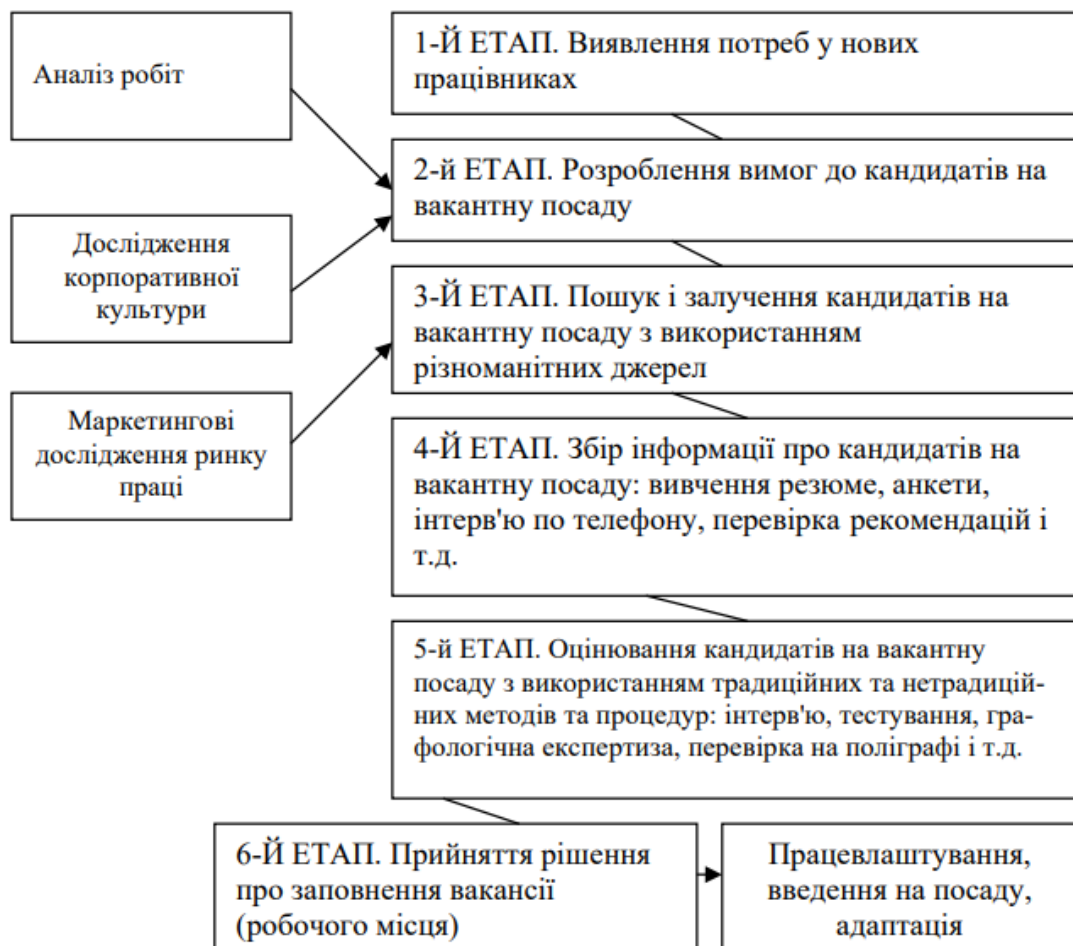 Аналіз робіт
1-Й ЕТАП. Виявлення потреб у нових
працівниках
2-й ЕТАП. Розроблення вимог до кандидатів на
вакантну посаду
Дослідження
корпоративної
культури
3-Й ЕТАП. Пошук і залучення кандидатів на
вакантну посаду з використанням
різноманітних джерел
Маркетингові
дослідження ринку
праці
4-Й ЕТАП. Збір інформації про кандидатів на
вакантну посаду: вивчення резюме, анкети,
інтерв'ю по телефону, перевірка рекомендацій і
т.д.
5-й ЕТАП. Оцінювання кандидатів на вакантну
посаду з використанням традиційних та нетрадицій-
них методів та процедур: інтерв'ю, тестування, гра-
фологічна експертиза, перевірка на поліграфі і т.д.
6-Й ЕТАП. Прийняття рішення
про заповнення вакансії
(робочого місця)
Працевлаштування,
введення на посаду,
адаптація